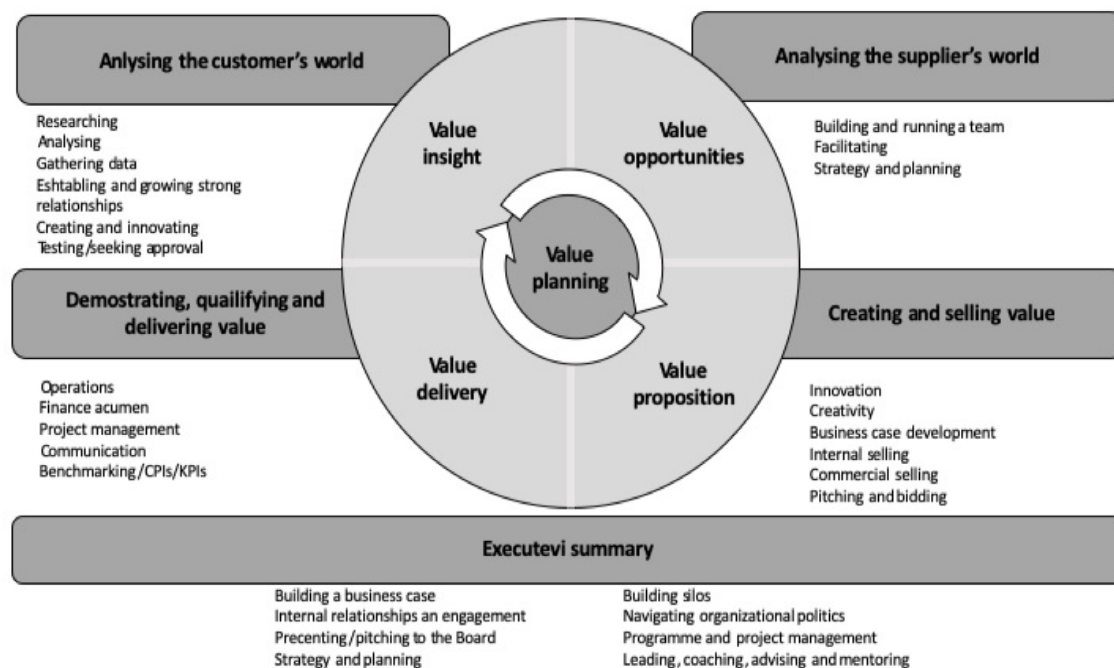 Anlysing the customer's world
Researching
Analysing
Gathering data
Eshtabling and growing strong
relationships
Creating and innovating
Testing/seeking approval
Value
insight
Value
opportunities
Analysing the supplier's world
Building and running a team
Facilitating
Strategy and planning
Value
planning
Demostrating, quailifying and
delivering value
Operations
Finance acumen
Project management
Communication
Benchmarking/CPIs/KPIs
Value
delivery
Value
proposition
Creating and selling value
Innovation
Creativity
Business case development
Internal selling
Commercial selling
Pitching and bidding
Executevi summary
Building a business case
Internal relationships an engagement
Precenting/pitching to the Board
Strategy and planning
Building silos
Navigating organizational politics
Programme and project management
Leading, coaching, advising and mentoring